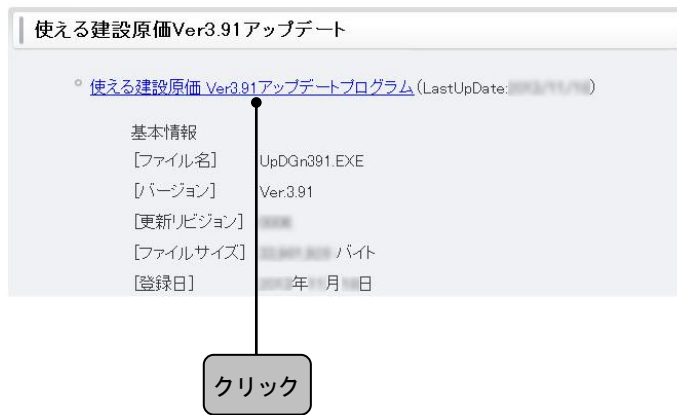 使える建設原価Ver3.91アップデート
使える建設原価 Ver3.91アップデートプログラム(LastUpDate: )
基本情報
[ファイル名] UpDGn391.EXE
[バージョン] Ver.3.91
[更新リビジョン]
[ファイルサイズ] バイト
[登録日] 年 月 日
クリック